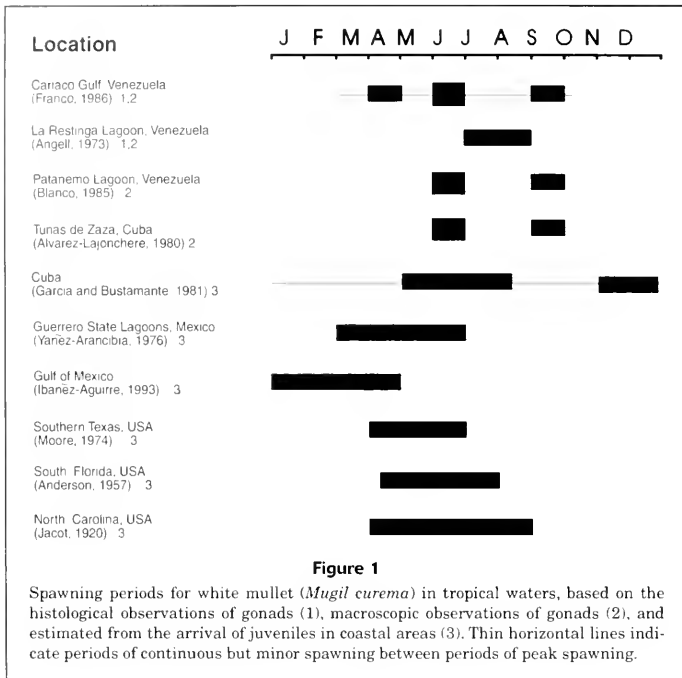 Location
J F M A M J J A S O N D
Cariaco Gulf Venezuela
(Franco, 1986) 1,2
La Restinga Lagoon, Venezuela
(Angell, 1973) 1,2
Patanemo Lagoon, Venezuela
(Blanco, 1985) 2
Tunas de Zaza, Cuba
(Alvarez-Lajonchere, 1980) 2
Cuba
(Garcia and Bustamante 1981) 3
Guerrero State Lagoons, Mexico
(Yanez-Arancibia, 1976) 3
Gulf of Mexico
(Ibanez-Aguirre, 1993) 3
Southern Texas, USA
(Moore, 1974) 3
South Florida, USA
(Anderson, 1957) 3
North Carolina, USA
(Jacot, 1920) 3
Figure 1
Spawning periods for white mullet (Mugil curema) in tropical waters, based on the
histological observations of gonads (1), macroscopic observations of gonads (2), and
estimated from the arrival of juveniles in coastal areas (3). Thin horizontal lines indi-
cate periods of continuous but minor spawning between periods of peak spawning.